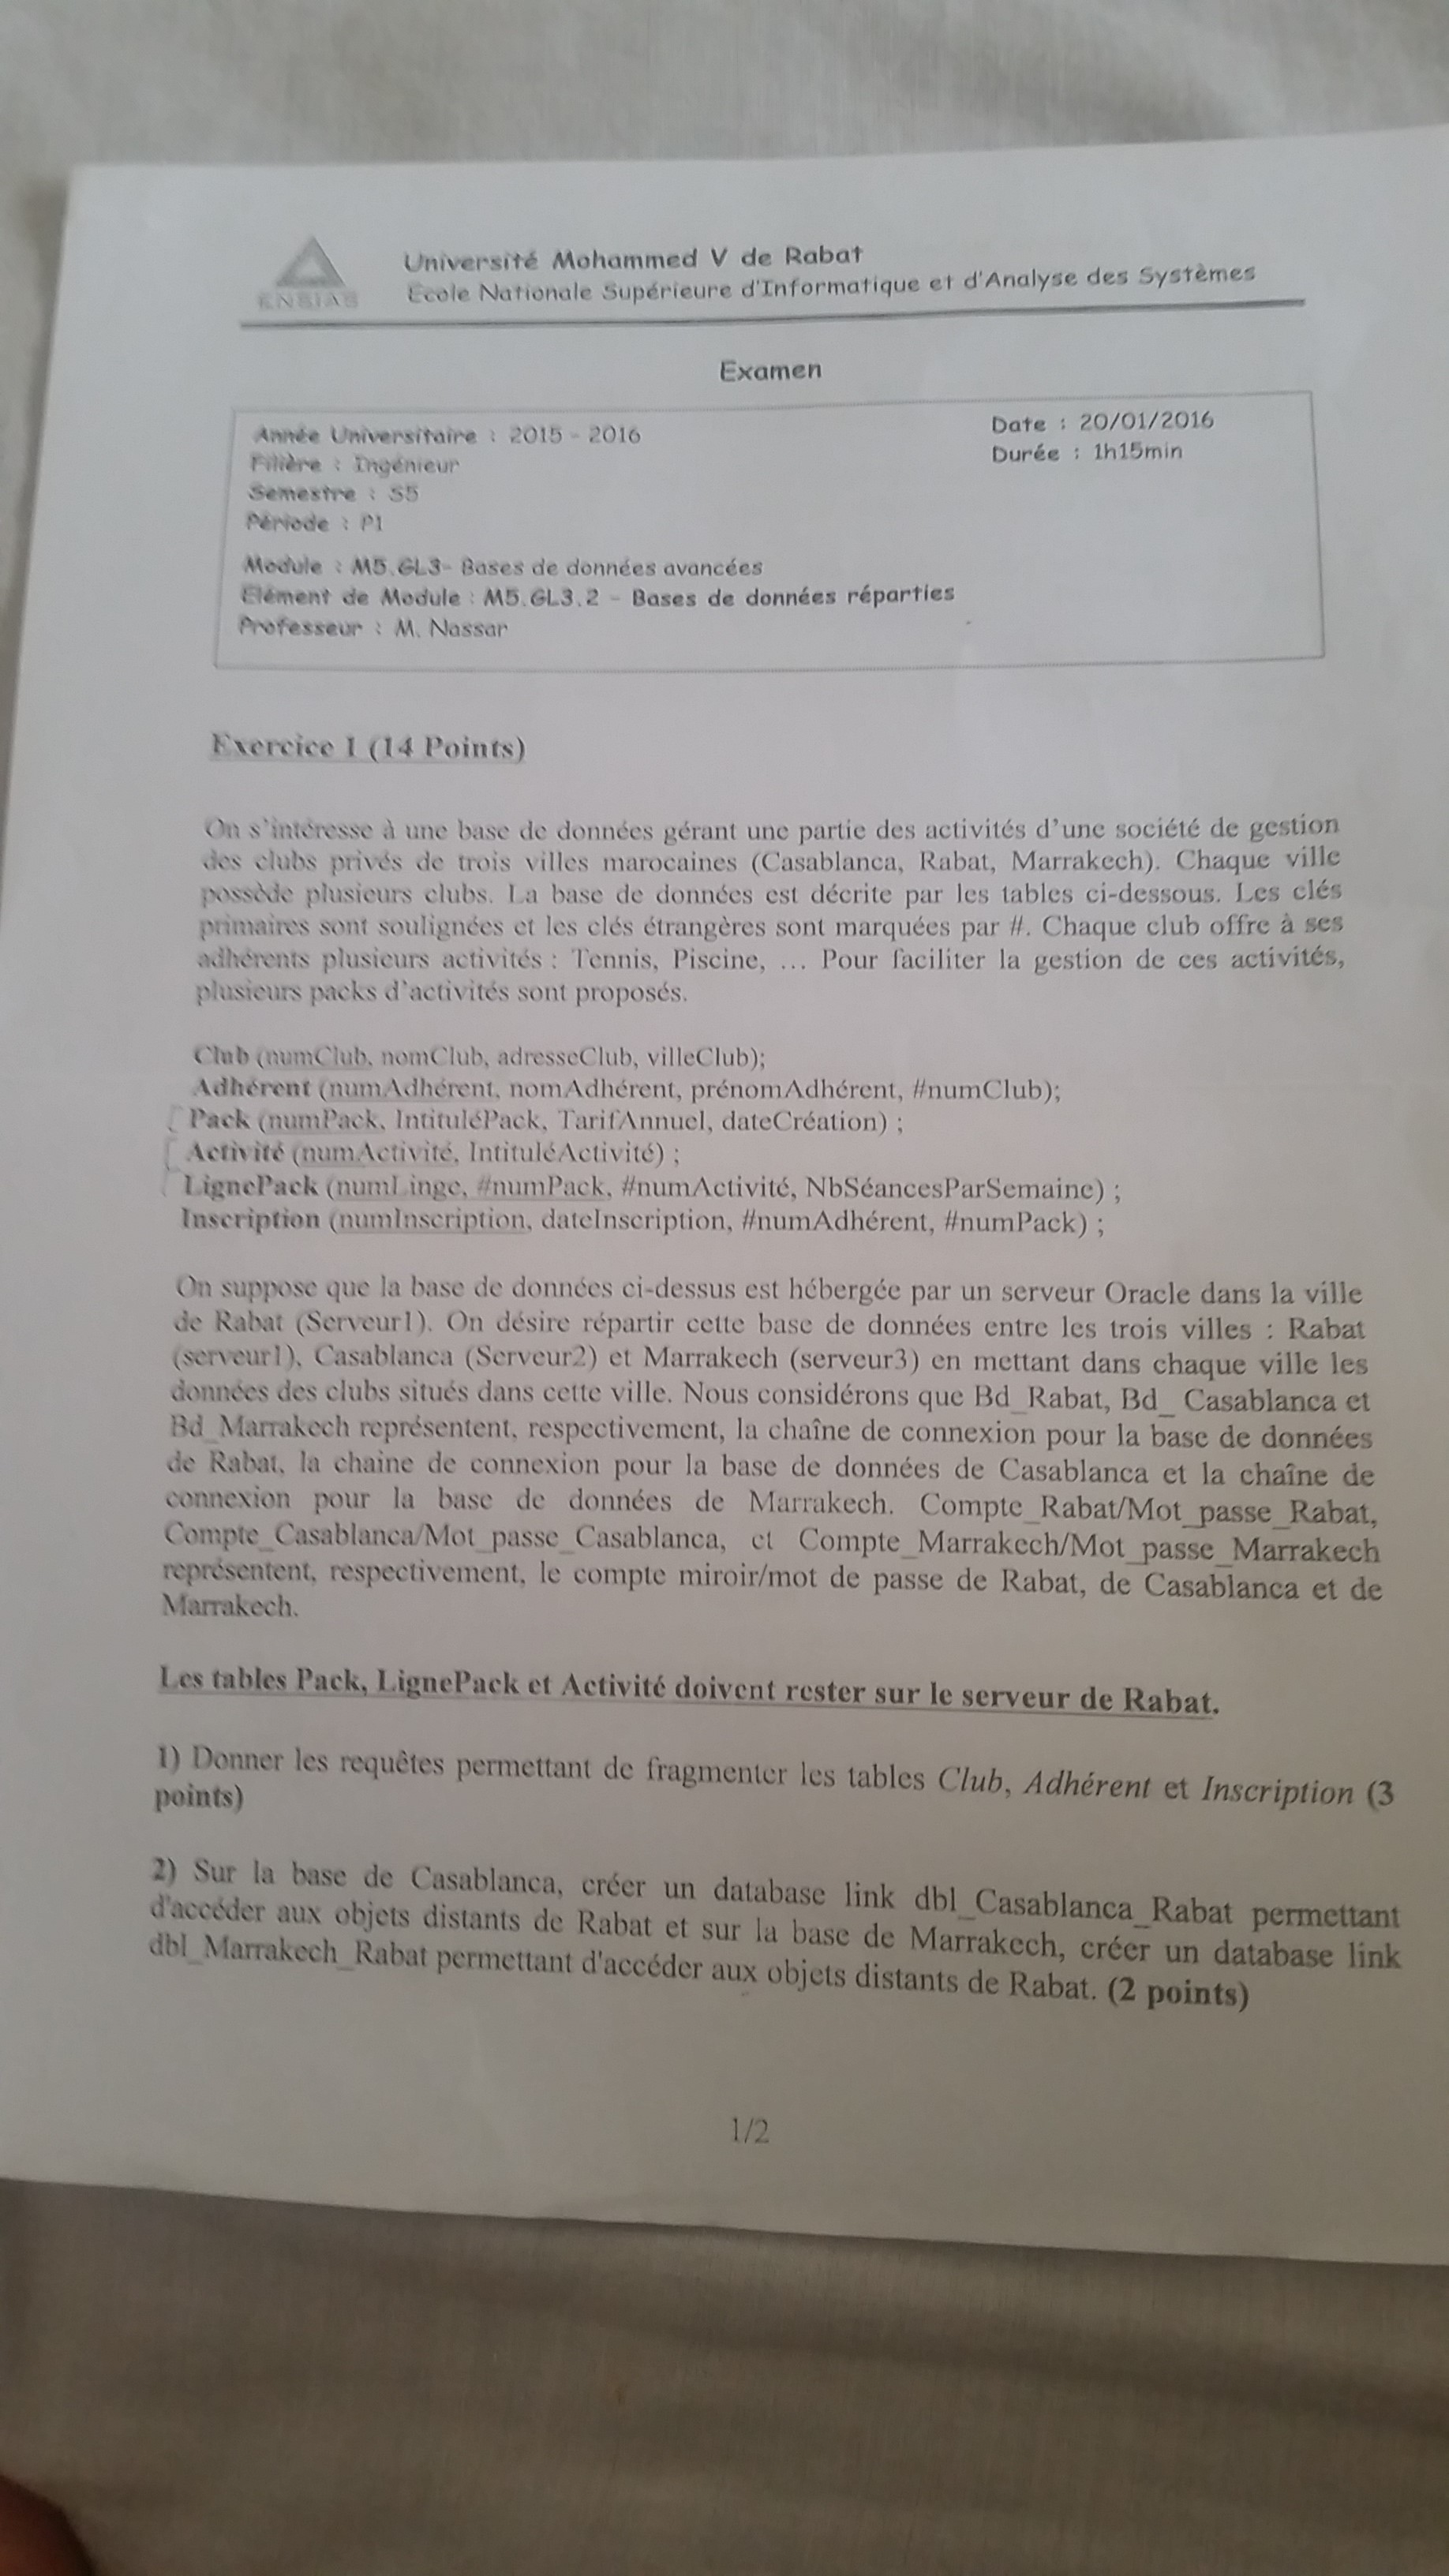 ENSIAS
Université Mohammed V de Rabat
Ecole Nationale Supérieure d'Informatique et d'Analyse des Systèmes
Examen
Année Universitaire : 2015 - 2016
Date : 20/01/2016
Filière : Ingénieur
Durée : 1h15min
Semestre : S5
Période : P1
Module : M5.GL3- Bases de données avancées
Elément de Module : M5.GL3.2 - Bases de données réparties
Professeur : M. Nassar
Exercice 1 (14 Points)
On s'intéresse à une base de données gérant une partie des activités d'une société de gestion
des clubs privés de trois villes marocaines (Casablanca, Rabat, Marrakech). Chaque ville
possède plusieurs clubs. La base de données est décrite par les tables ci-dessous. Les clés
primaires sont soulignées et les clés étrangères sont marquées par #. Chaque club offre à ses
adhérents plusieurs activités : Tennis, Piscine, ... Pour faciliter la gestion de ces activités,
plusieurs packs d'activités sont proposés.
Club (numClub, nomClub, adresseClub, villeClub);
Adhérent (numAdhérent, nomAdhérent, prénomAdhérent, #numClub);
Pack (numPack, IntituléPack, TarifAnnuel, dateCréation) ;
Activité (numActivité, IntituléActivité) ;
LignePack (numLinge, #numPack, #numActivité, NbSéancesParSemaine) ;
Inscription (numInscription, dateInscription, #numAdhérent, #numPack) ;
On suppose que la base de données ci-dessus est hébergée par un serveur Oracle dans la ville
de Rabat (Serveur1). On désire répartir cette base de données entre les trois villes : Rabat
(serveur1), Casablanca (Serveur2) et Marrakech (serveur3) en mettant dans chaque ville les
données des clubs situés dans cette ville. Nous considérons que Bd_Rabat, Bd_ Casablanca et
Bd_Marrakech représentent, respectivement, la chaîne de connexion pour la base de données
de Rabat, la chaine de connexion pour la base de données de Casablanca et la chaîne de
connexion pour la base de données de Marrakech. Compte_Rabat/Mot_passe_Rabat,
Compte_Casablanca/Mot_passe_Casablanca, et Compte_Marrakech/Mot_passe_Marrakech
représentent, respectivement, le compte miroir/mot de passe de Rabat, de Casablanca et de
Marrakech.
Les tables Pack, LignePack et Activité doivent rester sur le serveur de Rabat.
1) Donner les requêtes permettant de fragmenter les tables Club, Adhérent et Inscription (3
points)
2) Sur la base de Casablanca, créer un database link dbl_Casablanca_Rabat permettant
d'accéder aux objets distants de Rabat et sur la base de Marrakech, créer un database link
dbl_Marrakech_Rabat permettant d'accéder aux objets distants de Rabat. (2 points)
1/2